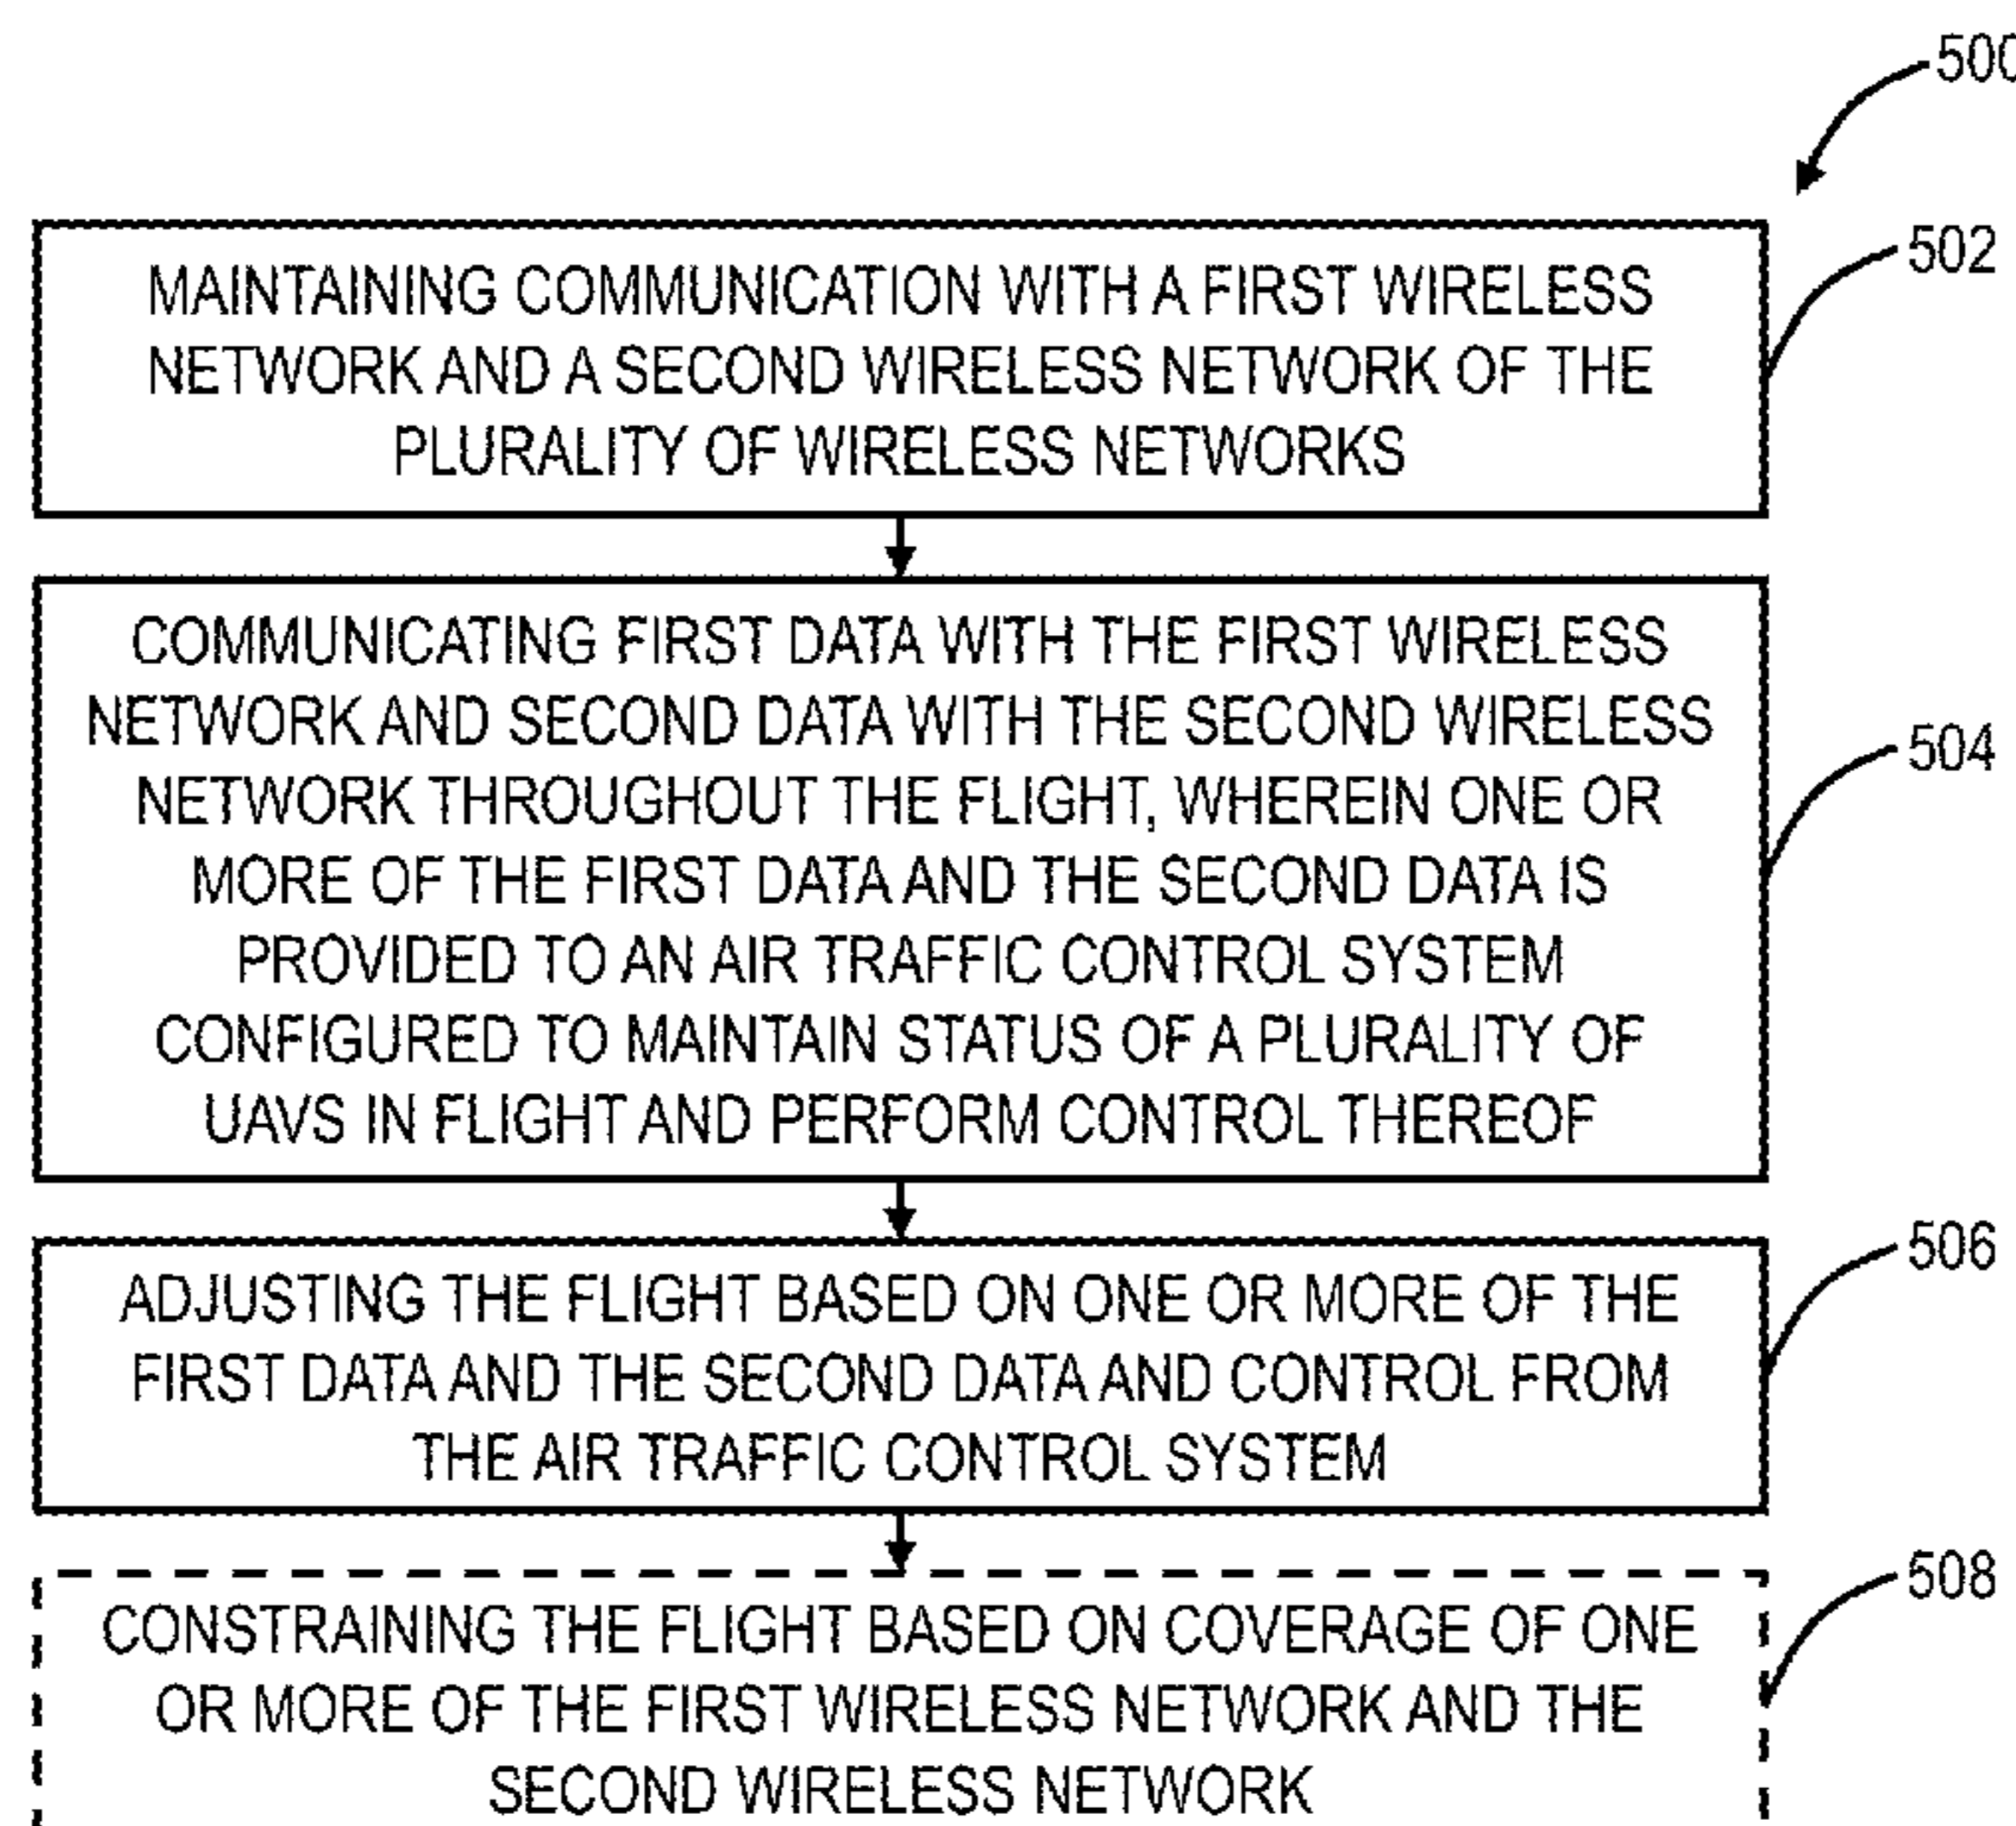 500
502
MAINTAINING COMMUNICATION WITH A FIRST WIRELESS
NETWORK AND A SECOND WIRELESS NETWORK OF THE
PLURALITY OF WIRELESS NETWORKS
504
COMMUNICATING FIRST DATA WITH THE FIRST WIRELESS
NETWORK AND SECOND DATA WITH THE SECOND WIRELESS
NETWORK THROUGHOUT THE FLIGHT, WHEREIN ONE OR
MORE OF THE FIRST DATA AND THE SECOND DATA IS
PROVIDED TO AN AIR TRAFFIC CONTROL SYSTEM
CONFIGURED TO MAINTAIN STATUS OF A PLURALITY OF
UAVS IN FLIGHT AND PERFORM CONTROL THEREOF
506
ADJUSTING THE FLIGHT BASED ON ONE OR MORE OF THE
FIRST DATA AND THE SECOND DATA AND CONTROL FROM
THE AIR TRAFFIC CONTROL SYSTEM
508
CONSTRAINING THE FLIGHT BASED ON COVERAGE OF ONE
OR MORE OF THE FIRST WIRELESS NETWORK AND THE
SECOND WIRELESS NETWORK